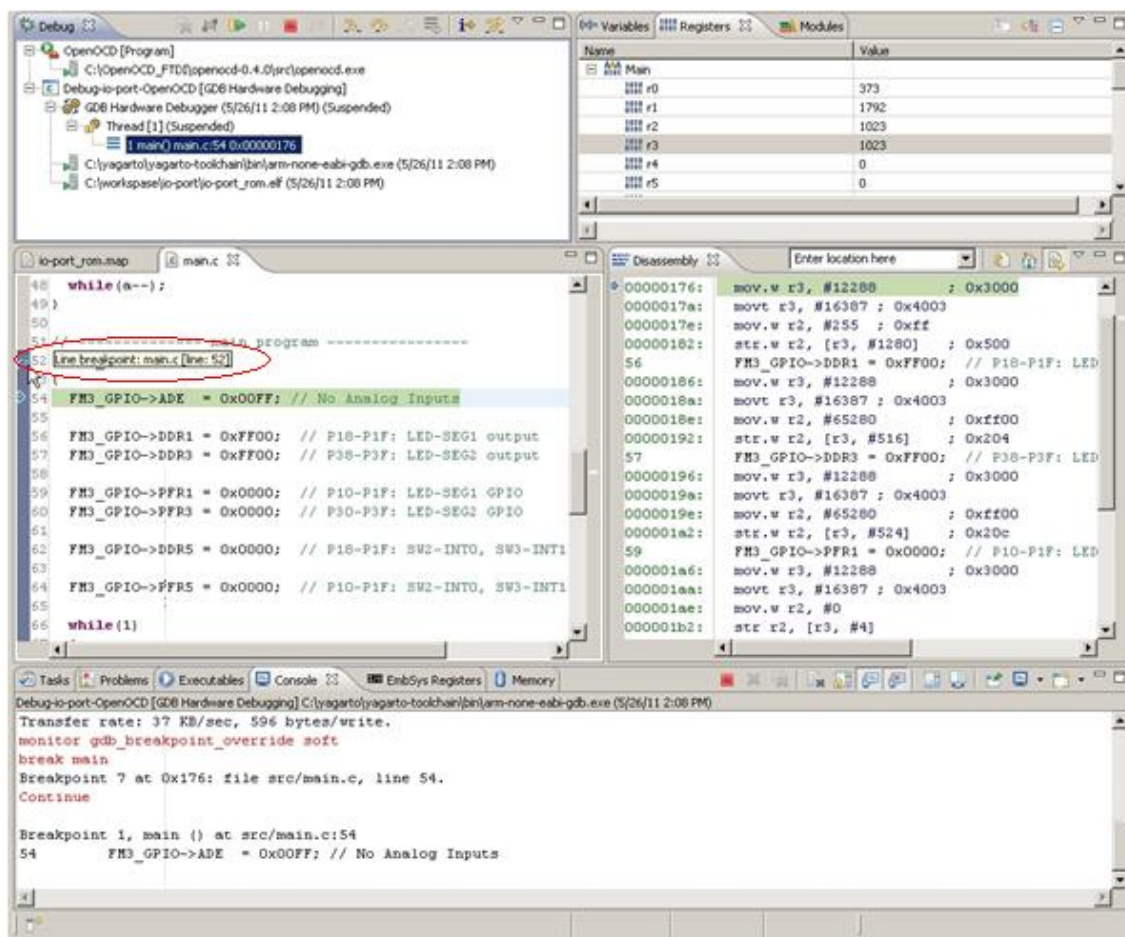 Debug
OpenOCD [Program]
C:\OpenOCD_FTDI\openocd-0.4.0\src\openocd.exe
Debug-io-port-OpenOCD [GDB Hardware Debugging]
GDB Hardware Debugger (5/26/11 2:08 PM) (Suspended)
Thread [1] (Suspended)
1 main() main.c:54 0x00000176
C:\yagarto\yagarto-toolchain\bin\arm-none-eabi-gdb.exe (5/26/11 2:08 PM)
C:\workspase\io-port\io-port_rom.elf (5/26/11 2:08 PM)
Variables Registers Modules
Name Value
Main
r0 373
r1 1792
r2 1023
r3 1023
r4 0
r5 0
io-port_rom.map main.c
48 while(a--);
49 }
50
51 // --------------- main program ----------------
52 Line breakpoint: main.c [line: 52]
{
54 FM3_GPIO->ADE = 0x00FF; // No Analog Inputs
55
56 FM3_GPIO->DDR1 = 0xFF00; // P18-P1F: LED-SEG1 output
57 FM3_GPIO->DDR3 = 0xFF00; // P38-P3F: LED-SEG2 output
58
59 FM3_GPIO->PFR1 = 0x0000; // P10-P1F: LED-SEG1 GPIO
60 FM3_GPIO->PFR3 = 0x0000; // P30-P3F: LED-SEG2 GPIO
61
62 FM3_GPIO->DDR5 = 0x0000; // P18-P1F: SW2-INT0, SW3-INT1
63
64 FM3_GPIO->PFR5 = 0x0000; // P10-P1F: SW2-INT0, SW3-INT1
65
66 while(1)
Disassembly Enter location here
00000176: mov.w r3, #12288 ; 0x3000
0000017a: movt r3, #16387 ; 0x4003
0000017e: mov.w r2, #255 ; 0xff
00000182: str.w r2, [r3, #1280] ; 0x500
56 FM3_GPIO->DDR1 = 0xFF00; // P18-P1F: LED
00000186: mov.w r3, #12288 ; 0x3000
0000018a: movt r3, #16387 ; 0x4003
0000018e: mov.w r2, #65280 ; 0xff00
00000192: str.w r2, [r3, #516] ; 0x204
57 FM3_GPIO->DDR3 = 0xFF00; // P38-P3F: LED
00000196: mov.w r3, #12288 ; 0x3000
0000019a: movt r3, #16387 ; 0x4003
0000019e: mov.w r2, #65280 ; 0xff00
000001a2: str.w r2, [r3, #524] ; 0x20c
59 FM3_GPIO->PFR1 = 0x0000; // P10-P1F: LED
000001a6: mov.w r3, #12288 ; 0x3000
000001aa: movt r3, #16387 ; 0x4003
000001ae: mov.w r2, #0
000001b2: str r2, [r3, #4]
Tasks Problems Executables Console EmbSys Registers Memory
Debug-io-port-OpenOCD [GDB Hardware Debugging] C:\yagarto\yagarto-toolchain\bin\arm-none-eabi-gdb.exe (5/26/11 2:08 PM)
Transfer rate: 37 KB/sec, 596 bytes/write.
monitor gdb_breakpoint_override soft
break main
Breakpoint 7 at 0x176: file src/main.c, line 54.
Continue
Breakpoint 1, main () at src/main.c:54
54 FM3_GPIO->ADE = 0x00FF; // No Analog Inputs